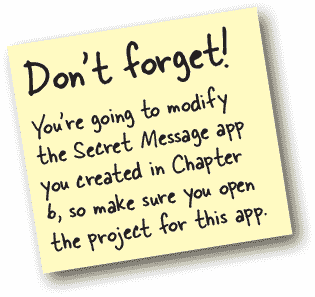 Don't forget!
You're going to modify
the Secret Message app
you created in Chapter
6, so make sure you open
the project for this app.